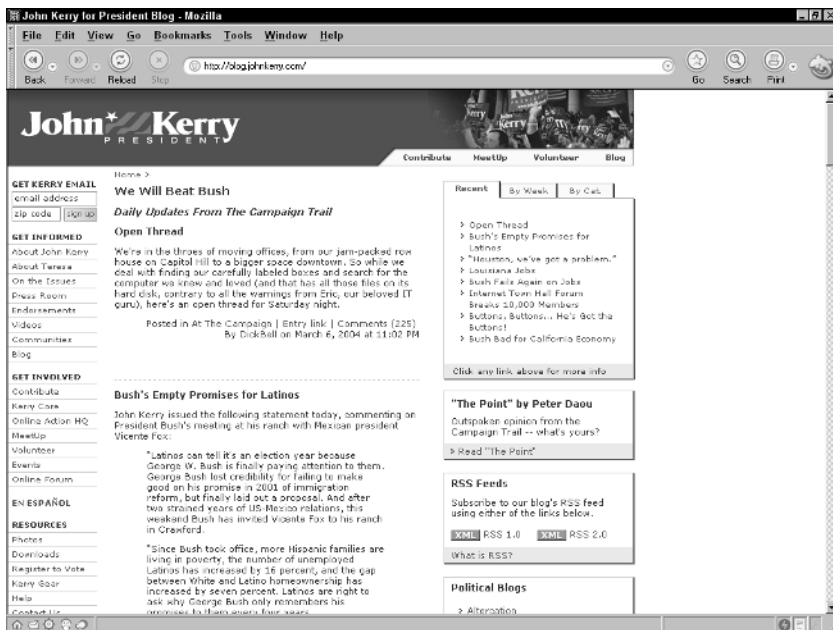 John Kerry for President Blog - Mozilla
File Edit View Go Bookmarks Tools Window Help
Back Forward Reload Stop
http://blog.johnkerry.com/
Go Search Print
John Kerry
PRESIDENT
Contribute MeetUp Volunteer Blog
GET KERRY EMAIL
email address
zip code sign up
GET INFORMED
About John Kerry
About Teresa
On the Issues
Press Room
Endorsements
Videos
Communities
Blog
GET INVOLVED
Contribute
Kerry Core
Online Action HQ
MeetUp
Volunteer
Events
Online Forum
EN ESPAÑOL
RESOURCES
Photos
Downloads
Register to Vote
Kerry Gear
Help
Contact Us
Home >
We Will Beat Bush
Daily Updates From The Campaign Trail
Open Thread
We're in the throes of moving offices, from our jam-packed row
house on Capitol Hill to a bigger space downtown. So while we
deal with finding our carefully labeled boxes and search for the
computer we knew and loved (and that has all those files on its
hard disk, contrary to all the warnings from Eric, our beloved IT
guru), here's an open thread for Saturday night.
Posted in At The Campaign | Entry link | Comments (225)
By DickBell on March 6, 2004 at 11:02 PM
Bush's Empty Promises for Latinos
John Kerry issued the following statement today, commenting on
President Bush's meeting at his ranch with Mexican president
Vicente Fox:
"Latinos can tell it's an election year because
George W. Bush is finally paying attention to them.
George Bush lost credibility for failing to make
good on his promise in 2001 of immigration
reform, but finally laid out a proposal. And after
two strained years of US-Mexico relations, this
weekend Bush has invited Vicente Fox to his ranch
in Crawford.
"Since Bush took office, more Hispanic families are
living in poverty, the number of unemployed
Latinos has increased by 16 percent, and the gap
between White and Latino homeownership has
increased by seven percent. Latinos are right to
ask why George Bush only remembers his
promises to them every four years.
Recent By Week By Cat.
> Open Thread
> Bush's Empty Promises for
Latinos
> "Houston, we've got a problem."
> Louisiana Jobs
> Bush Fails Again on Jobs
> Internet Town Hall Forum
Breaks 10,000 Members
> Buttons, Buttons... He's Got the
Buttons!
> Bush Bad for California Economy
Click any link above for more info
"The Point" by Peter Daou
Outspoken opinion from the
Campaign Trail -- what's yours?
> Read "The Point"
RSS Feeds
Subscribe to our blog's RSS feed
using either of the links below.
XML RSS 1.0 XML RSS 2.0
What is RSS?
Political Blogs
> Altercation